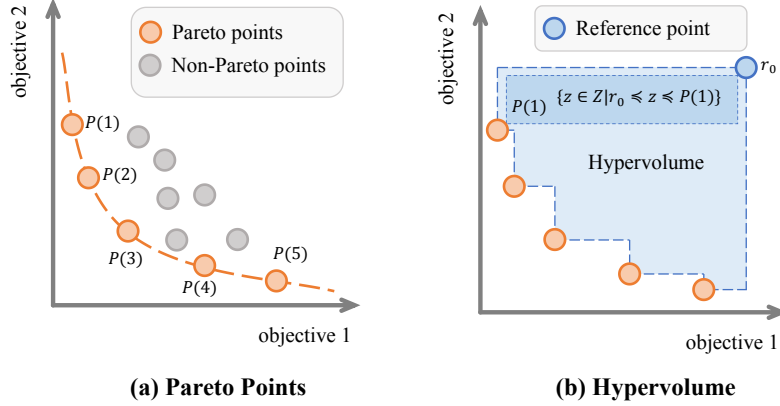 objective 2
Pareto points
Non-Pareto points
P(1)
P(2)
P(3)
P(4)
P(5)
objective 1
(a) Pareto Points
objective 2
Reference point
r₀
P(1)
{z ∈ Z|r₀ ≼ z ≼ P(1)}
Hypervolume
objective 1
(b) Hypervolume